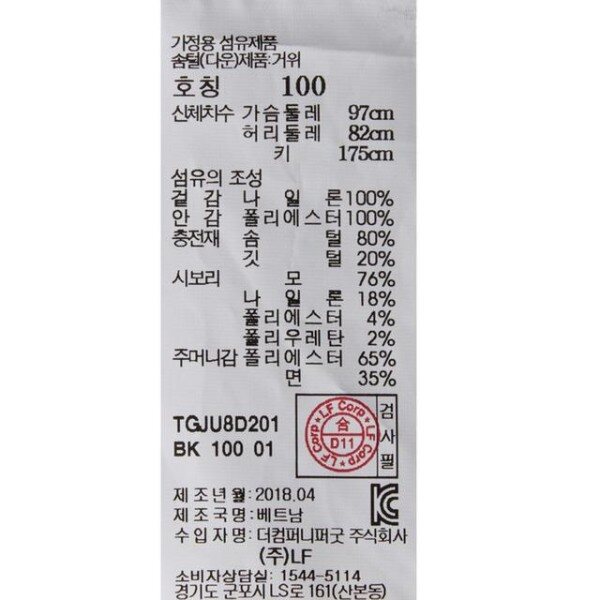 가정용 섬유제품
솜털(다운)제품:거위
호칭 100
신체치수 가슴둘레 97cm
허리둘레 82cm
키 175cm
섬유의 조성
겉감 나일론 100%
안감 폴리에스터 100%
충전재 솜털 80%
깃털 20%
시보리 모 76%
나일론 18%
폴리에스터 4%
폴리우레탄 2%
주머니감 폴리에스터 65%
면 35%
TGJU8D201
BK 100 01
LF Corp ★ LF Corp ★ LF Corp ★
合
D11
검사필
제조년월:2018.04
제조국명:베트남
수입자명: 더컴퍼니퍼굿 주식회사
(주)LF
소비자상담실: 1544-5114
경기도 군포시 LS로 161(산본동)